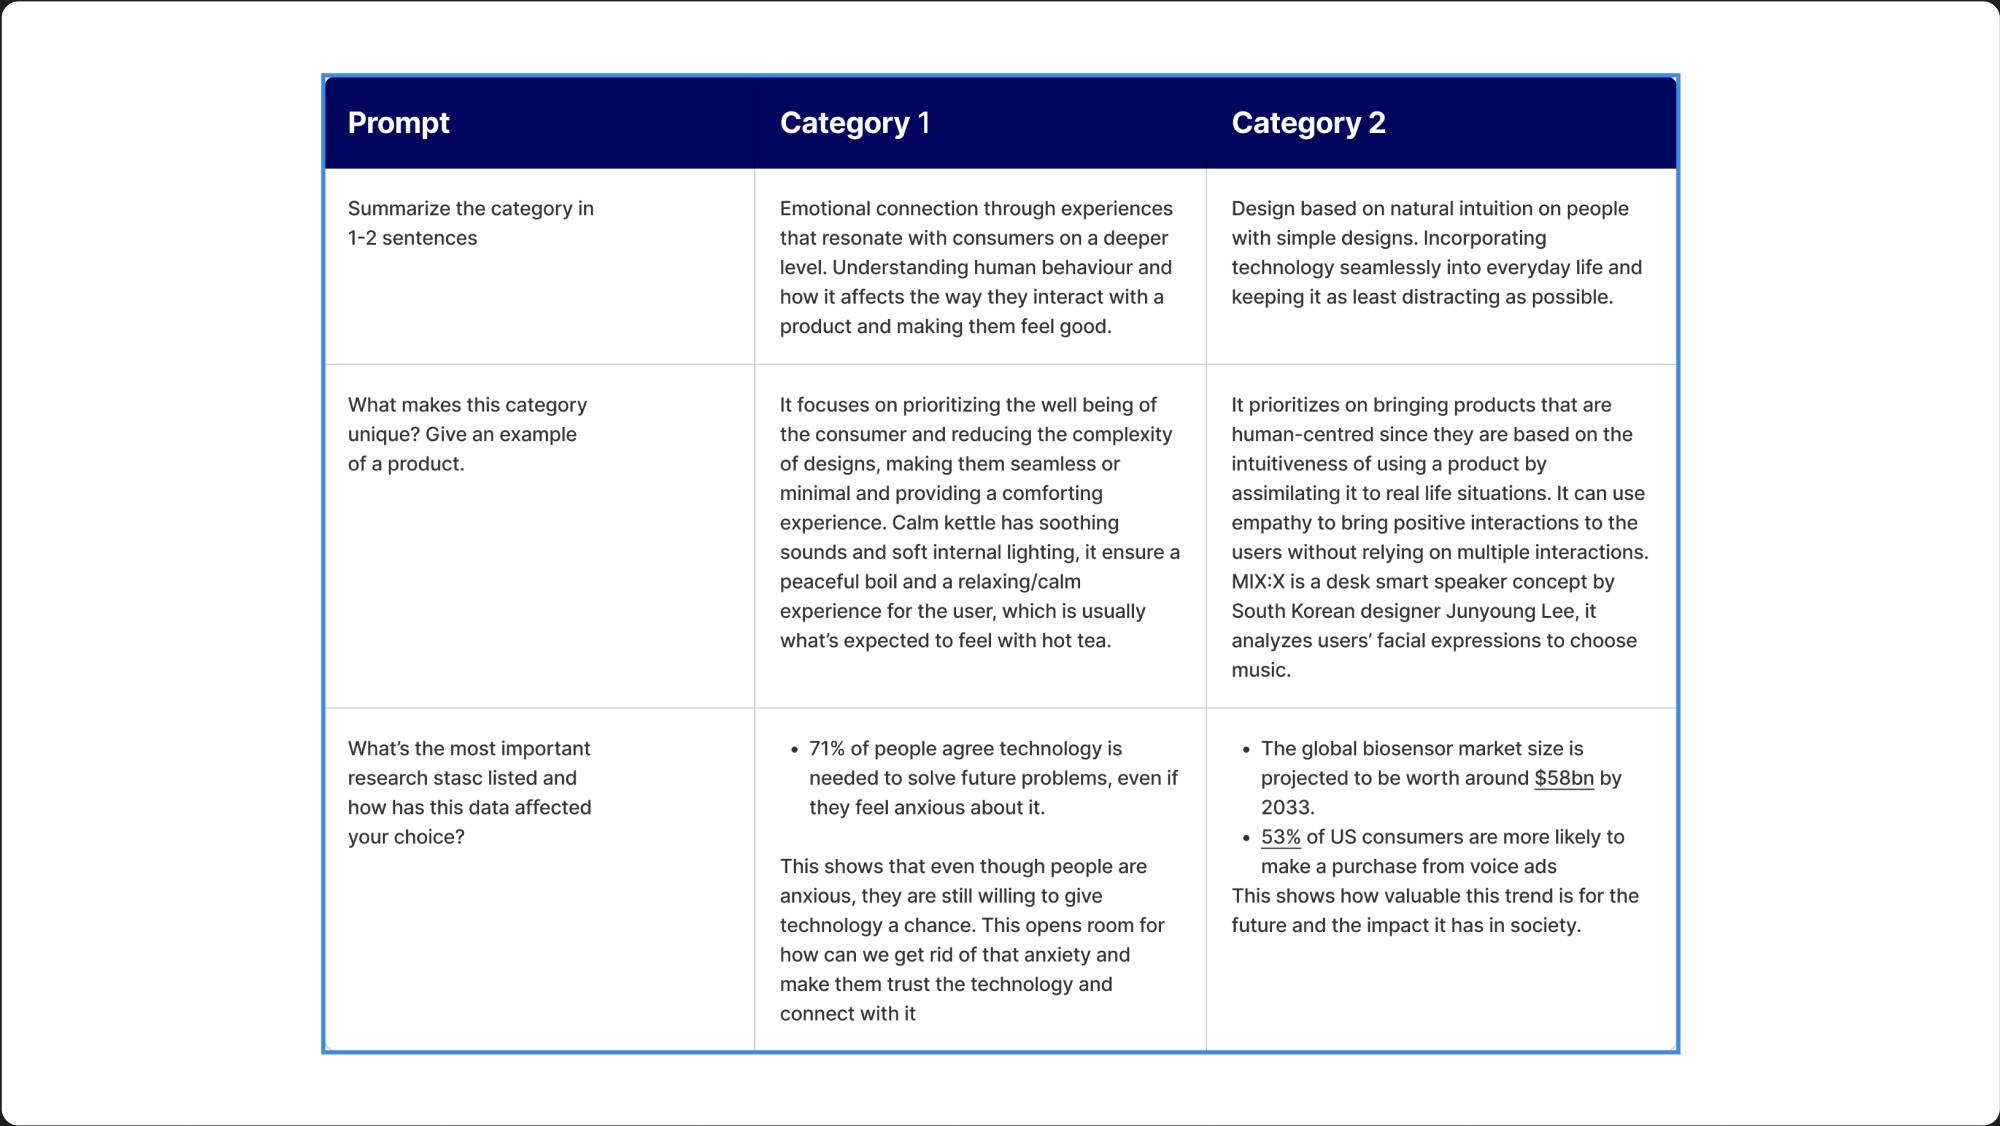 Prompt
Category 1
Category 2
Summarize the category in
1-2 sentences
Emotional connection through experiences
that resonate with consumers on a deeper
level. Understanding human behaviour and
how it affects the way they interact with a
product and making them feel good.
Design based on natural intuition on people
with simple designs. Incorporating
technology seamlessly into everyday life and
keeping it as least distracting as possible.
What makes this category
unique? Give an example
of a product.
It focuses on prioritizing the well being of
the consumer and reducing the complexity
of designs, making them seamless or
minimal and providing a comforting
experience. Calm kettle has soothing
sounds and soft internal lighting, it ensure a
peaceful boil and a relaxing/calm
experience for the user, which is usually
what’s expected to feel with hot tea.
It prioritizes on bringing products that are
human-centred since they are based on the
intuitiveness of using a product by
assimilating it to real life situations. It can use
empathy to bring positive interactions to the
users without relying on multiple interactions.
MIX:X is a desk smart speaker concept by
South Korean designer Junyoung Lee, it
analyzes users’ facial expressions to choose
music.
What’s the most important
research stasc listed and
how has this data affected
your choice?
• 71% of people agree technology is
needed to solve future problems, even if
they feel anxious about it.
This shows that even though people are
anxious, they are still willing to give
technology a chance. This opens room for
how can we get rid of that anxiety and
make them trust the technology and
connect with it
• The global biosensor market size is
projected to be worth around $58bn by
2033.
• 53% of US consumers are more likely to
make a purchase from voice ads
This shows how valuable this trend is for the
future and the impact it has in society.